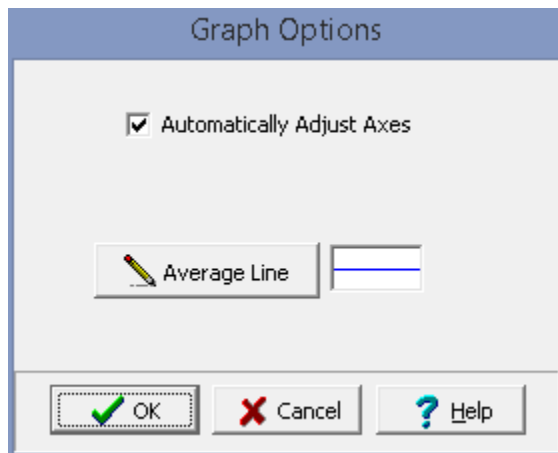 Graph Options
Automatically Adjust Axes
Average Line
OK Cancel Help